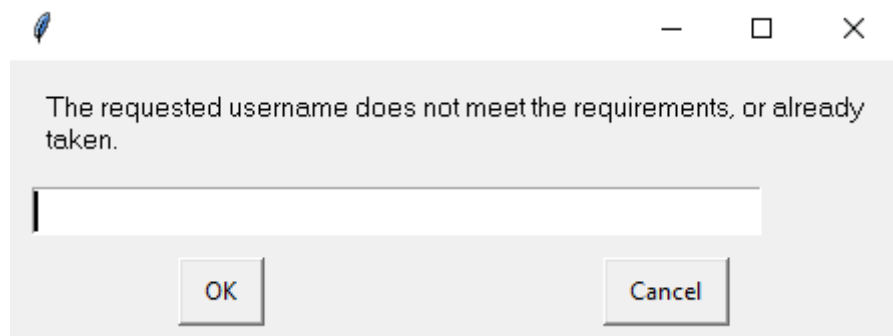 The requested username does not meet the requirements, or already
taken.
OK
Cancel